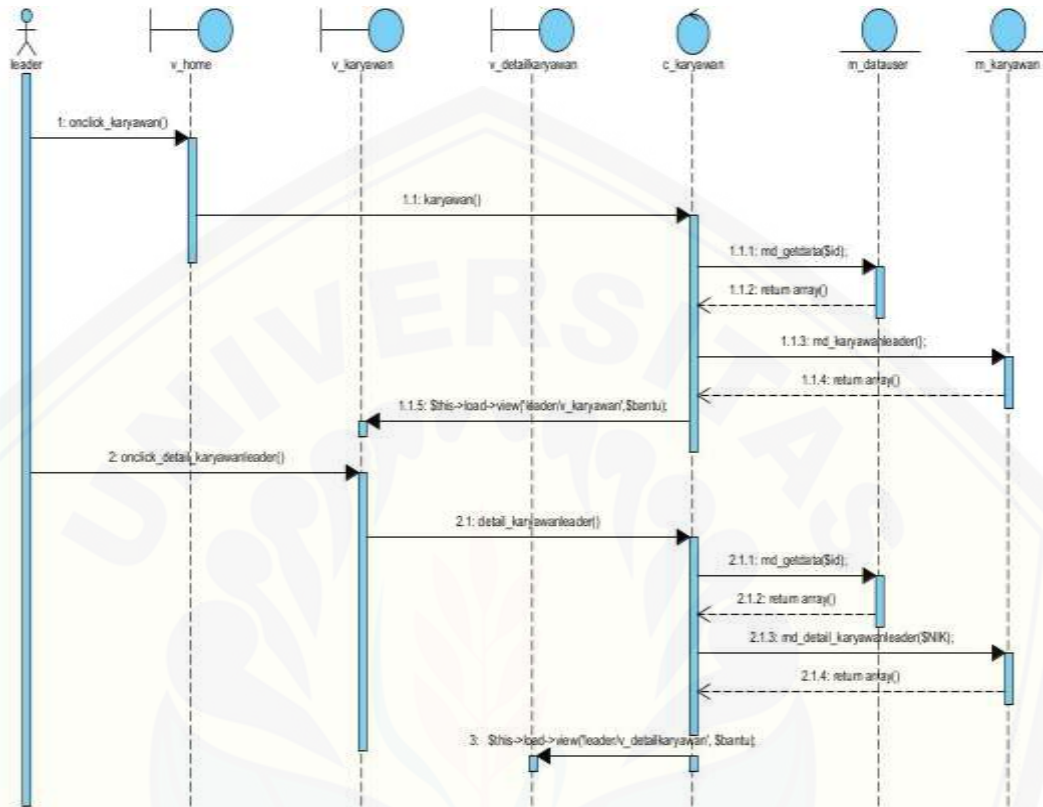 leader
v_home
v_karyawan
v_detailkaryawan
c_karyawan
m_datauser
m_karyawan
1: onclick_karyawan()
1.1: karyawan()
1.1.1: md_getdata($id);
1.1.2: return array()
1.1.3: md_karyawanleader();
1.1.4: return array()
1.1.5: $this->load->view('leader/v_karyawan',$bantu);
2: onclick_detail_karyawanleader()
2.1: detail_karyawanleader()
2.1.1: md_getdata($id);
2.1.2: return array()
2.1.3: md_detail_karyawanleader($NIK);
2.1.4: return array()
3: $this->load->view('leader/v_detailkaryawan', $bantu);
UNIVERSITAS